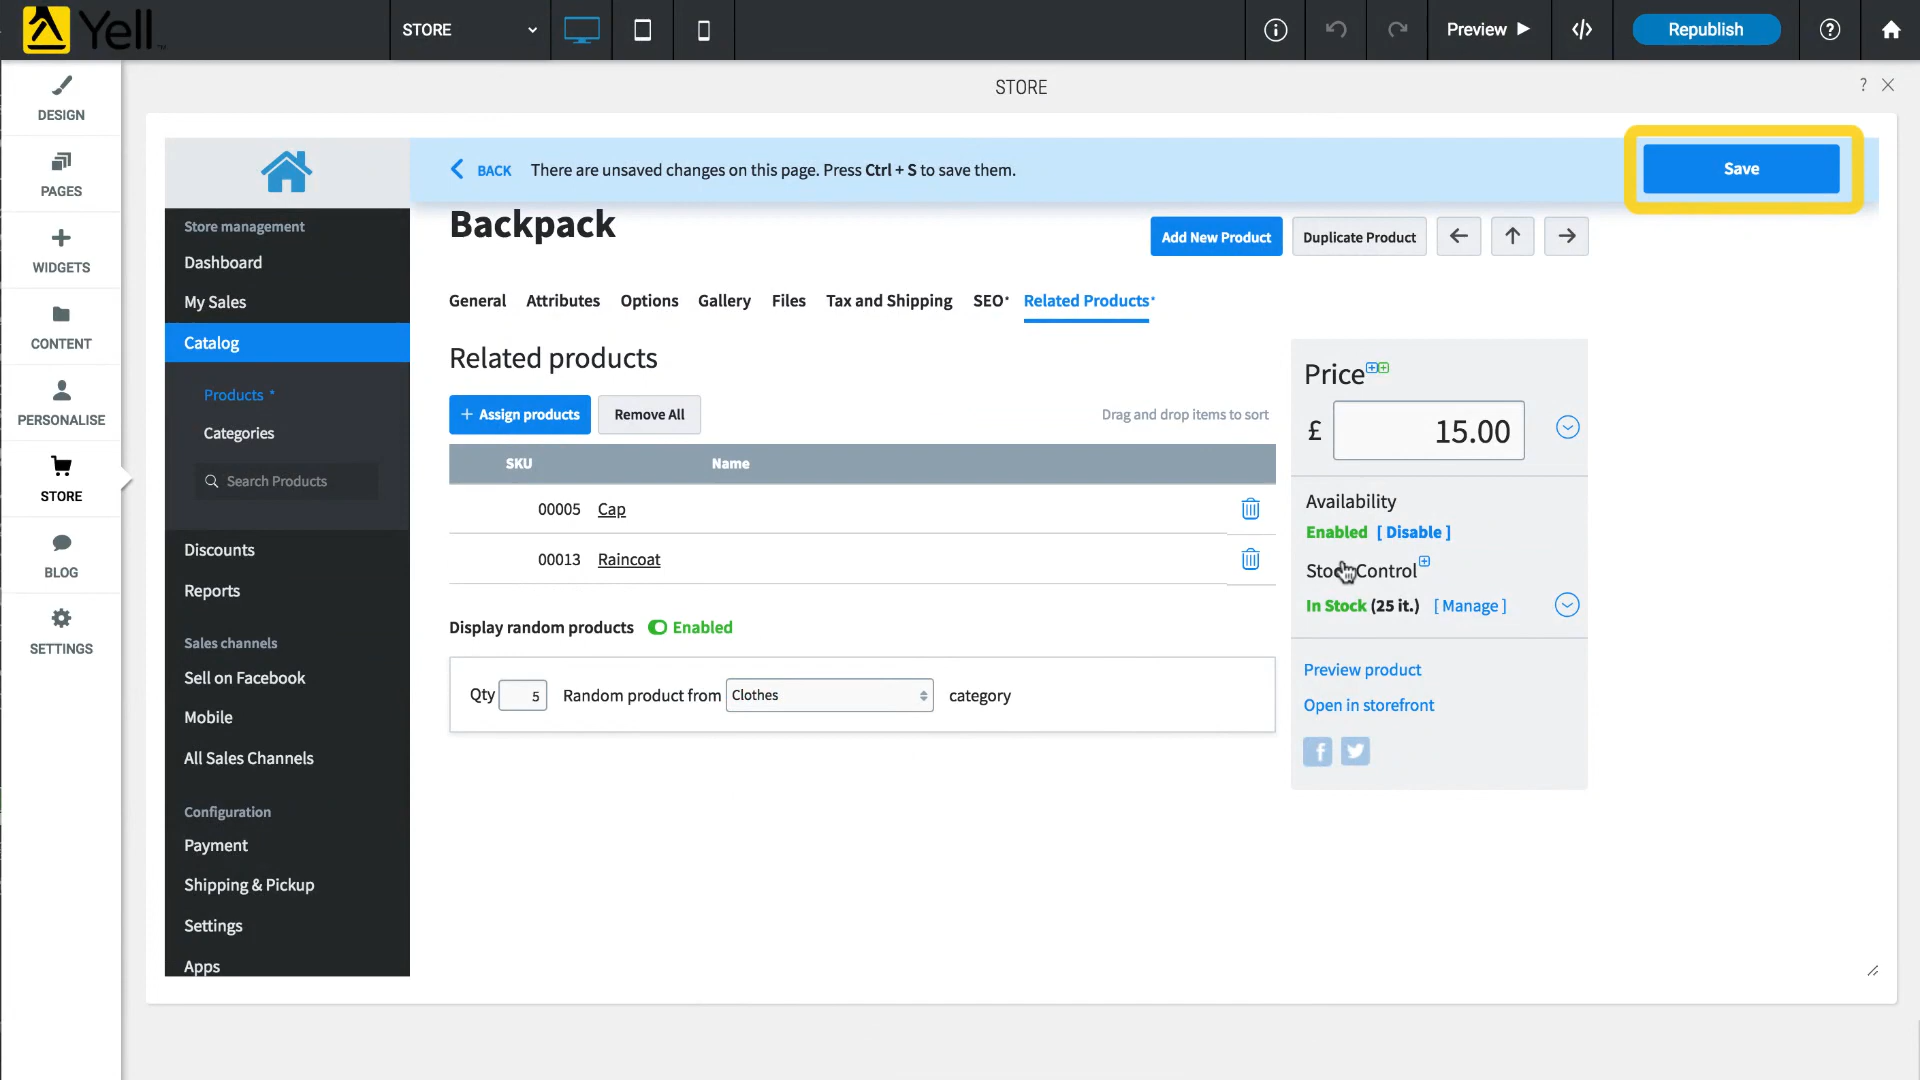 Yell
STORE
Preview
Republish
STORE
?
DESIGN
PAGES
WIDGETS
CONTENT
PERSONALISE
STORE
BLOG
SETTINGS
BACK There are unsaved changes on this page. Press Ctrl + S to save them.
Save
Store management
Dashboard
My Sales
Catalog
Products *
Categories
Search Products
Discounts
Reports
Sales channels
Sell on Facebook
Mobile
All Sales Channels
Configuration
Payment
Shipping & Pickup
Settings
Apps
Backpack
Add New Product
Duplicate Product
General Attributes Options Gallery Files Tax and Shipping SEO* Related Products*
Related products
+ Assign products
Remove All
Drag and drop items to sort
SKU Name
00005 Cap
00013 Raincoat
Display random products Enabled
Qty 5 Random product from Clothes category
Price
£ 15.00
Availability
Enabled [ Disable ]
Control
In Stock (25 it.) [ Manage ]
Preview product
Open in storefront